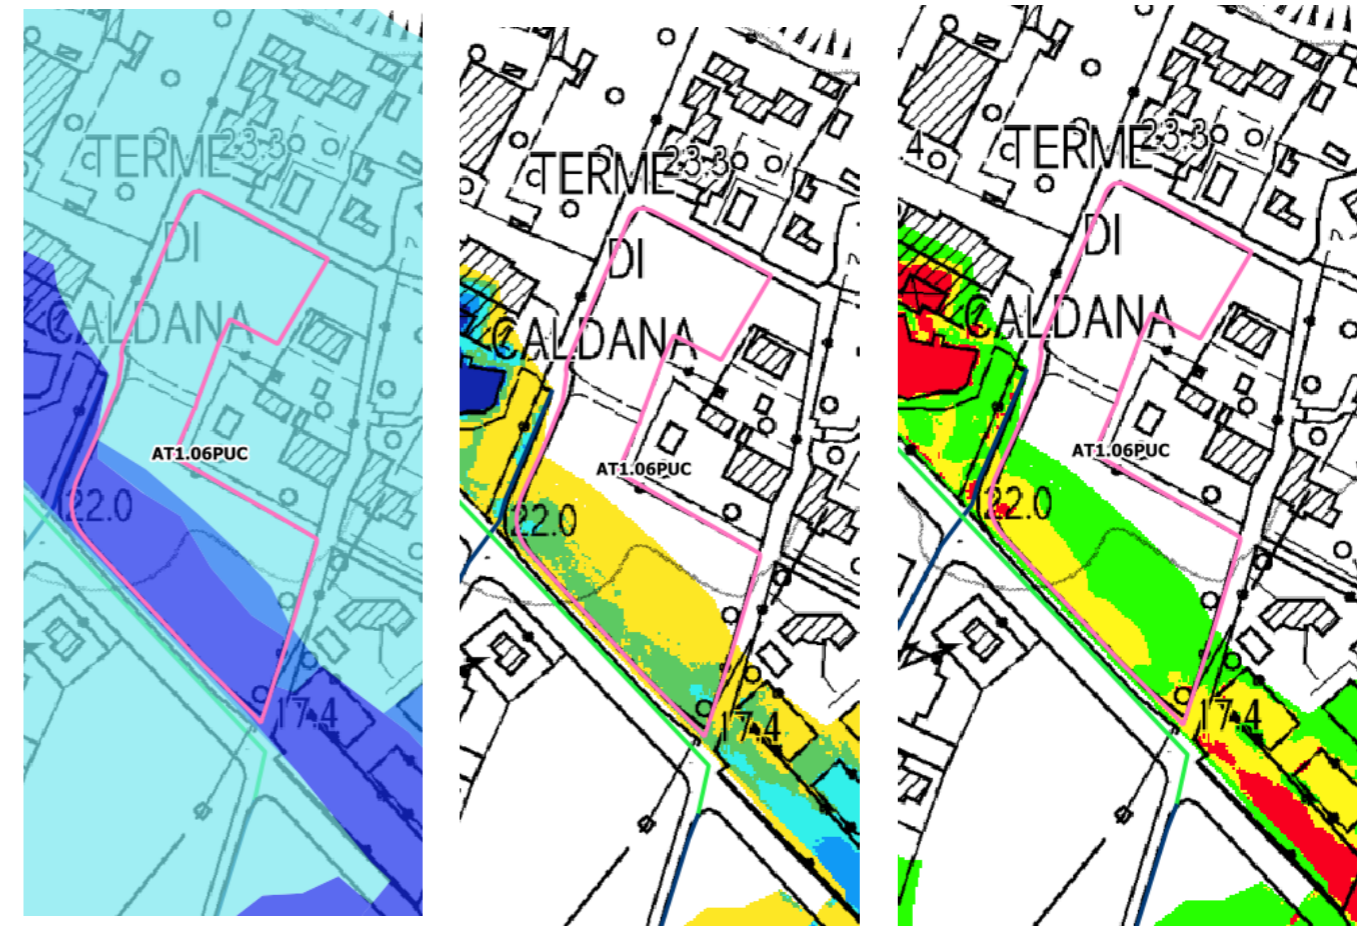 TERME
23.3
DI
CALDANA
AT1.06PUC
22.0
17.4
TERME
23.3
DI
CALDANA
AT1.06PUC
22.0
17.4
4
TERME
23.3
DI
CALDANA
AT1.06PUC
22.0
17.4